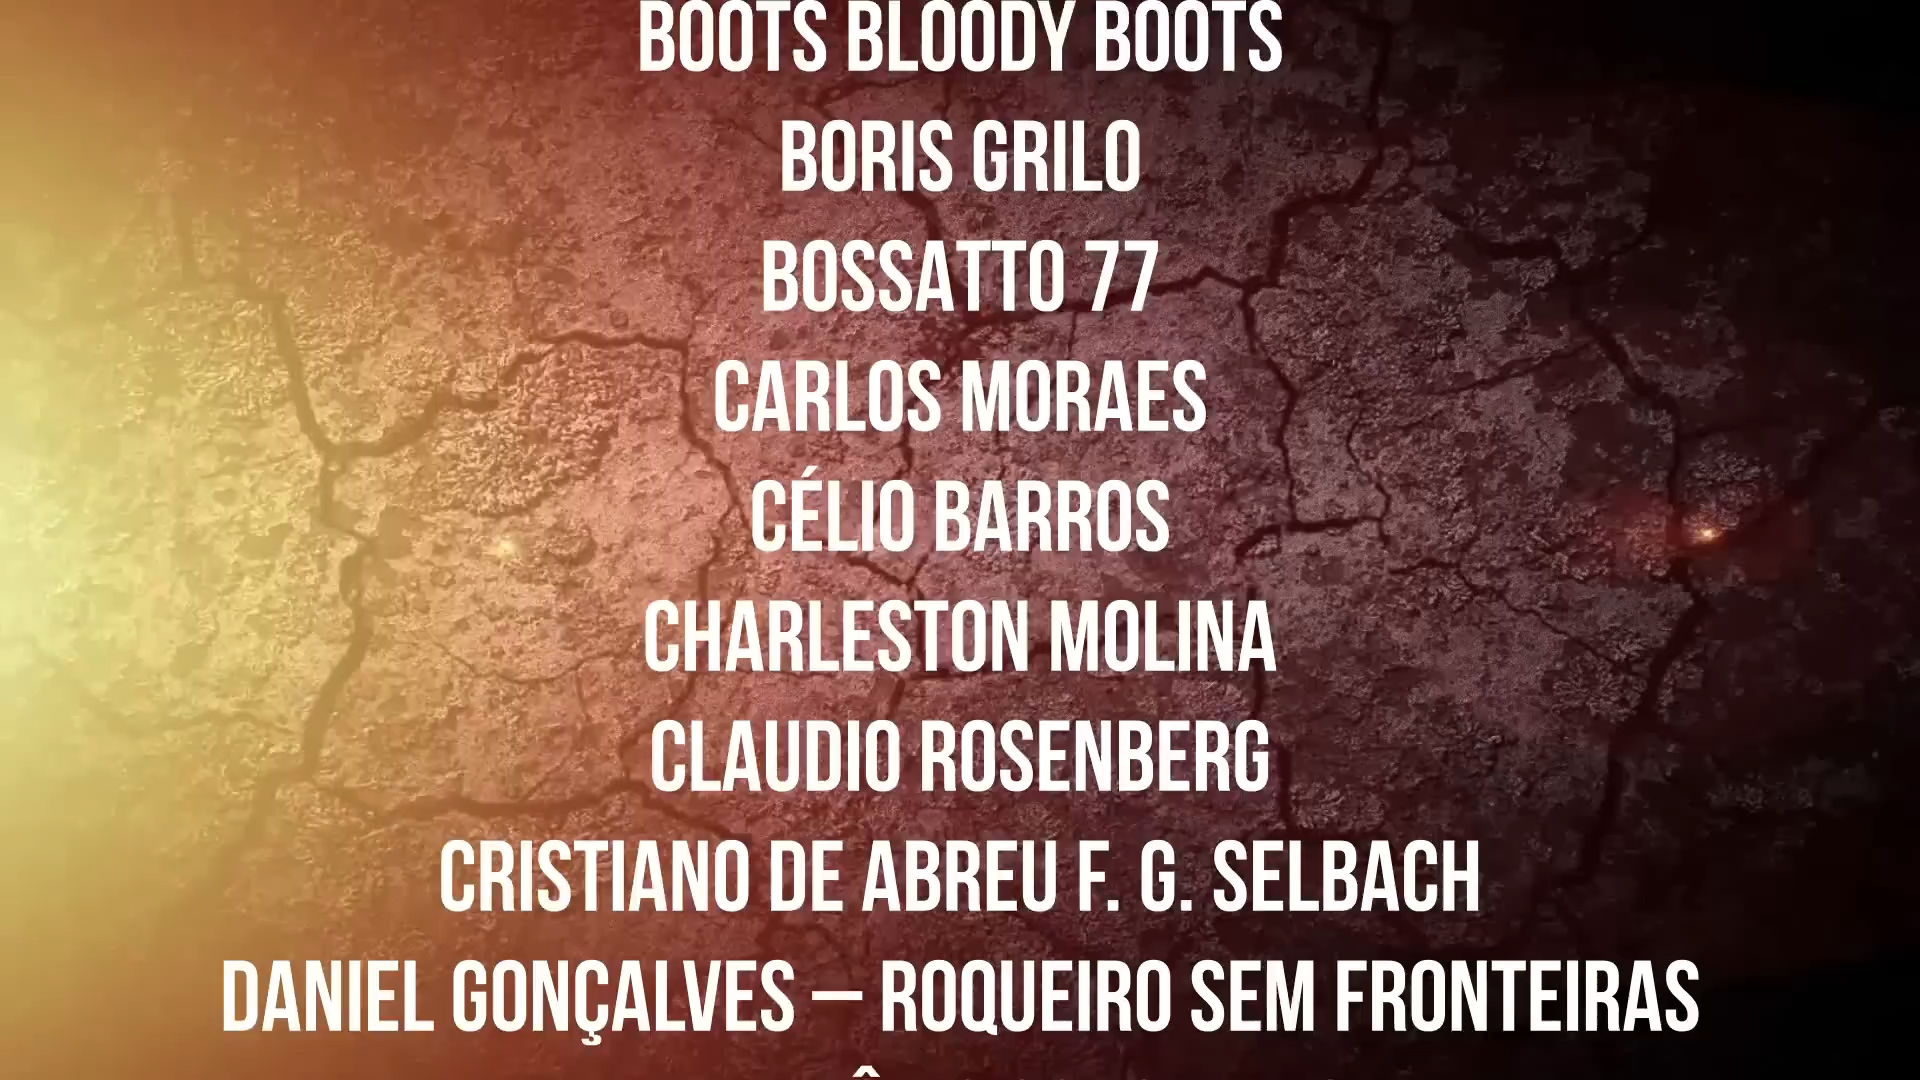 BOOTS BLOODY BOOTS
BORIS GRILO
BOSSATTO 77
CARLOS MORAES
CÉLIO BARROS
CHARLESTON MOLINA
CLAUDIO ROSENBERG
CRISTIANO DE ABREU F. G. SELBACH
DANIEL GONÇALVES – ROQUEIRO SEM FRONTEIRAS